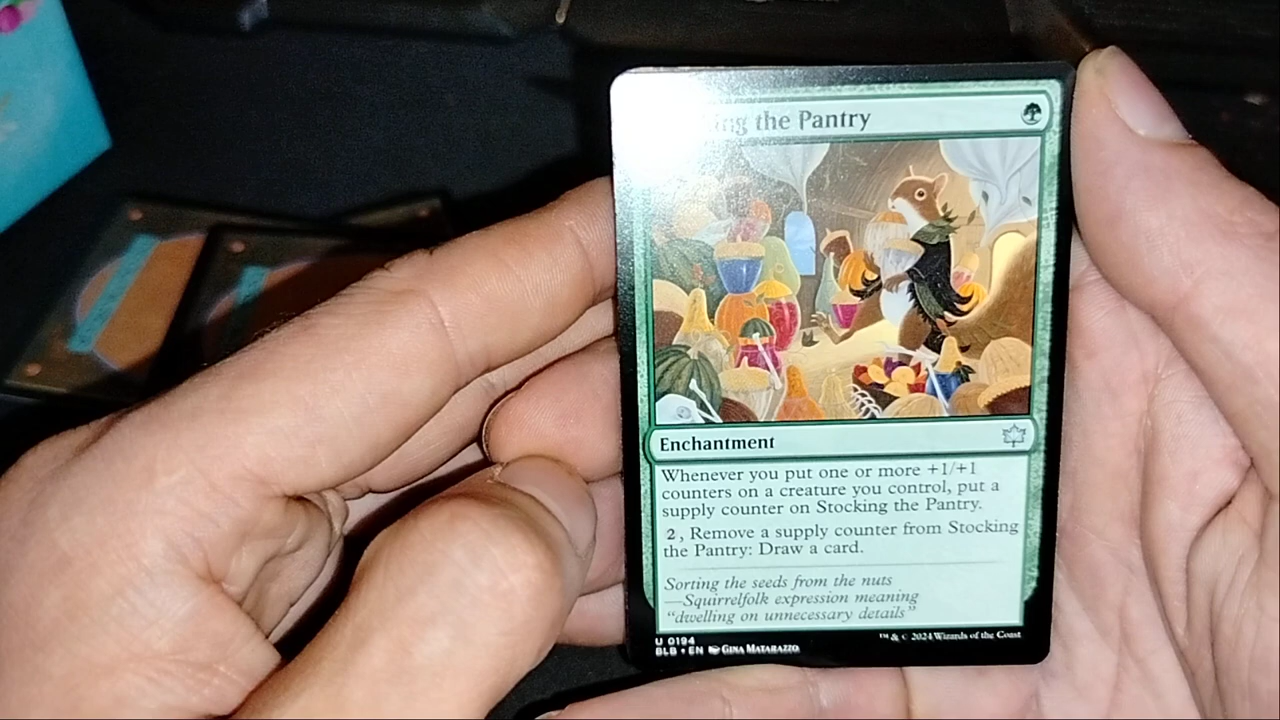 the Pantry
Enchantment
Whenever you put one or more +1/+1
counters on a creature you control, put a
supply counter on Stocking the Pantry.
2, Remove a supply counter from Stocking
the Pantry: Draw a card.
Sorting the seeds from the nuts
—Squirrelfolk expression meaning
"dwelling on unnecessary details"
U 0194
BLB • EN Gina Matarazzo
™ & © 2024 Wizards of the Coast